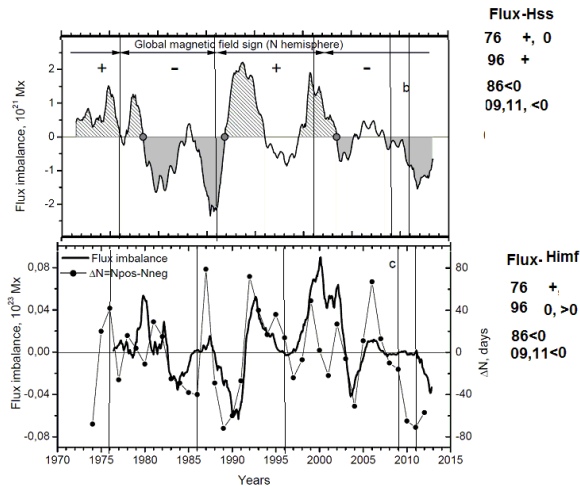 Flux-Hss
76 +, 0
96 +
86<0
09,11, <0
Global magnetic field sign (N hemisphere)
+ - + -
b
2
1
0
-1
-2
Flux imbalance, 10²¹ Mx
Flux- Himf
76 +,
96 0, >0
86<0
09,11<0
Flux imbalance
ΔN=Npos-Nneg
c
0,08 80
0,04 40
0,00 0
-0,04 -40
-0,08 -80
Flux imbalance, 10²³ Mx
ΔN, days
1970 1975 1980 1985 1990 1995 2000 2005 2010 2015
Years